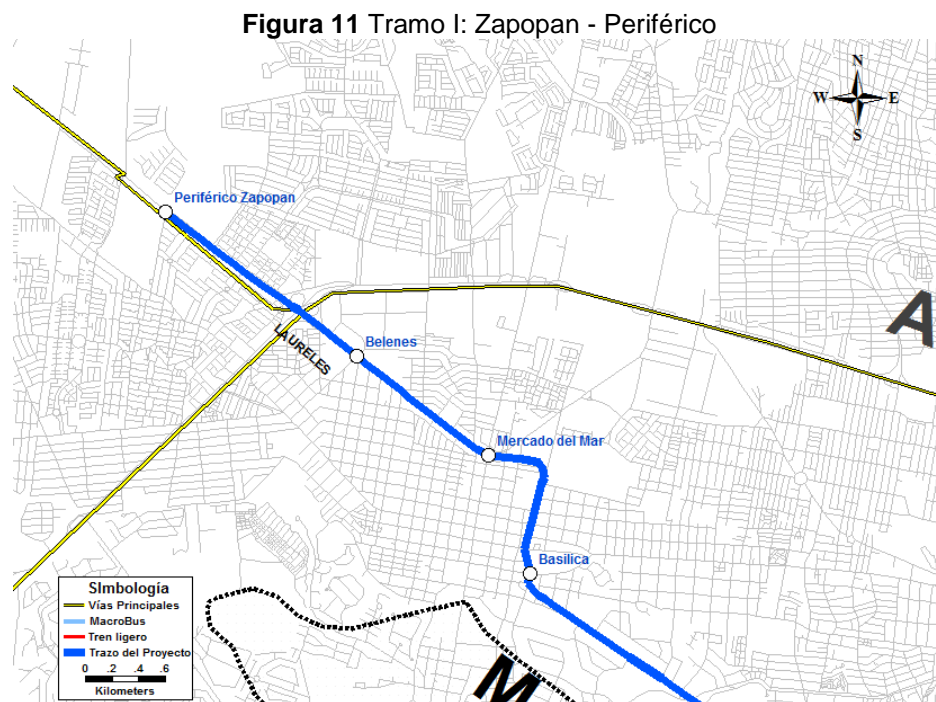 Figura 11 Tramo I: Zapopan - Periférico
N
W E
S
Periférico Zapopan
A
LAURELES
Belenes
Mercado del Mar
Basilica
SImbología
Vías Principales
MacroBus
Tren ligero
Trazo del Proyecto
0 .2 .4 .6
Kilometers
M